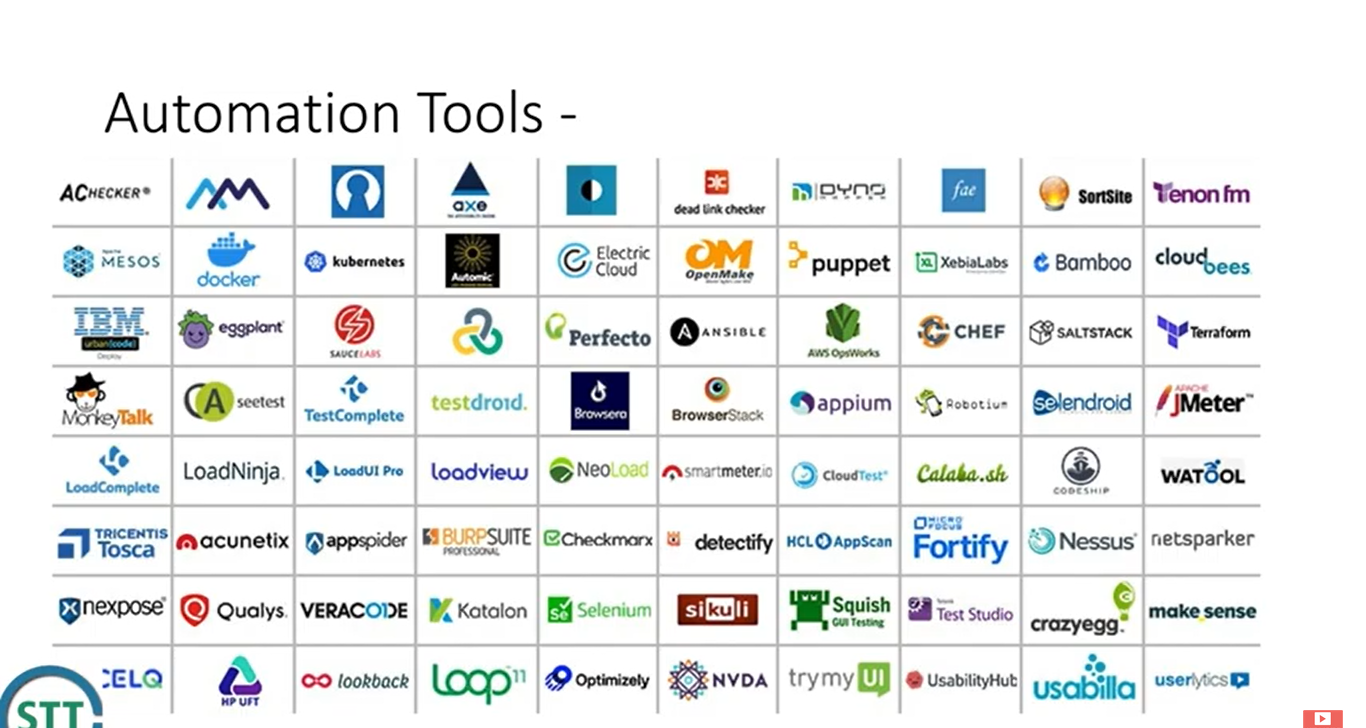 Automation Tools -
ACHECKER®
axe
dead link checker
DYNO
fae
SortSite
Tenon fm
MESOS
docker
kubernetes
Automic
Electric
Cloud
OM
OpenMake
puppet
XebiaLabs
Bamboo
cloudbees
IBM®
urban{code}
Deploy
eggplant
SAUCELABS
Perfecto
ANSIBLE
AWS OpsWorks
CHEF
SALTSTACK
Terraform
MonkeyTalk
A
seetest
TestComplete
testdroid.
Browsera
BrowserStack
appium
Robotium
selendroid
APACHE
JMeter™
LoadComplete
LoadNinja.
LoadUI Pro
loadview
NeoLoad
smartmeter.io
CloudTest®
Calaba.sh
CODESHIP
WATOOL
TRICENTIS
Tosca
acunetix
appspider
BURPSUITE
PROFESSIONAL
Checkmarx
detectify
HCL AppScan
MICRO
FOCUS
Fortify
Nessus®
netsparker
nexpose®
Qualys.
VERACODE
Katalon
Se
Selenium
sikuli
Squish
GUI Testing
Test Studio
crazyegg™
make.sense
CELQ
HP UFT
lookback
Loop11
Optimizely
NVDA
trymyUI
UsabilityHub
usabilla
userlytics
STT